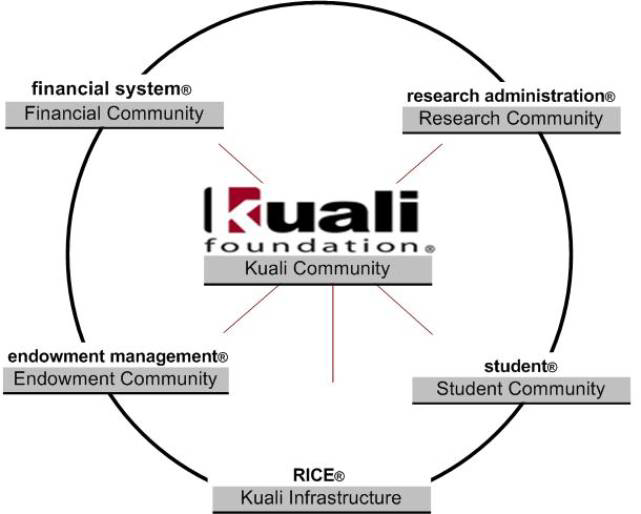 financial system®
Financial Community
research administration®
Research Community
Kuali
foundation®
Kuali Community
endowment management®
Endowment Community
student®
Student Community
RICE®
Kuali Infrastructure